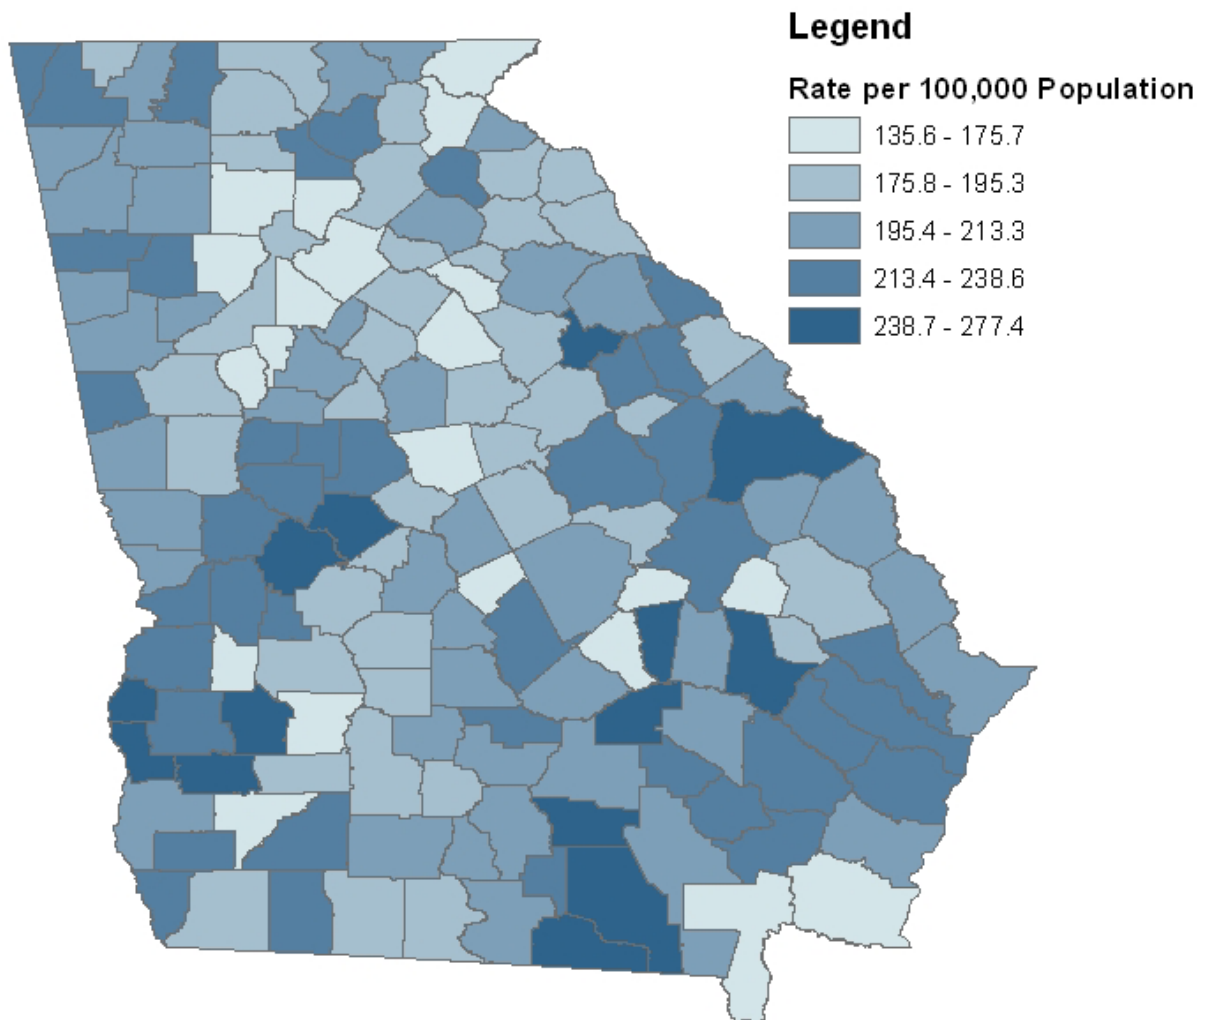 Legend
Rate per 100,000 Population
135.6 - 175.7
175.8 - 195.3
195.4 - 213.3
213.4 - 238.6
238.7 - 277.4